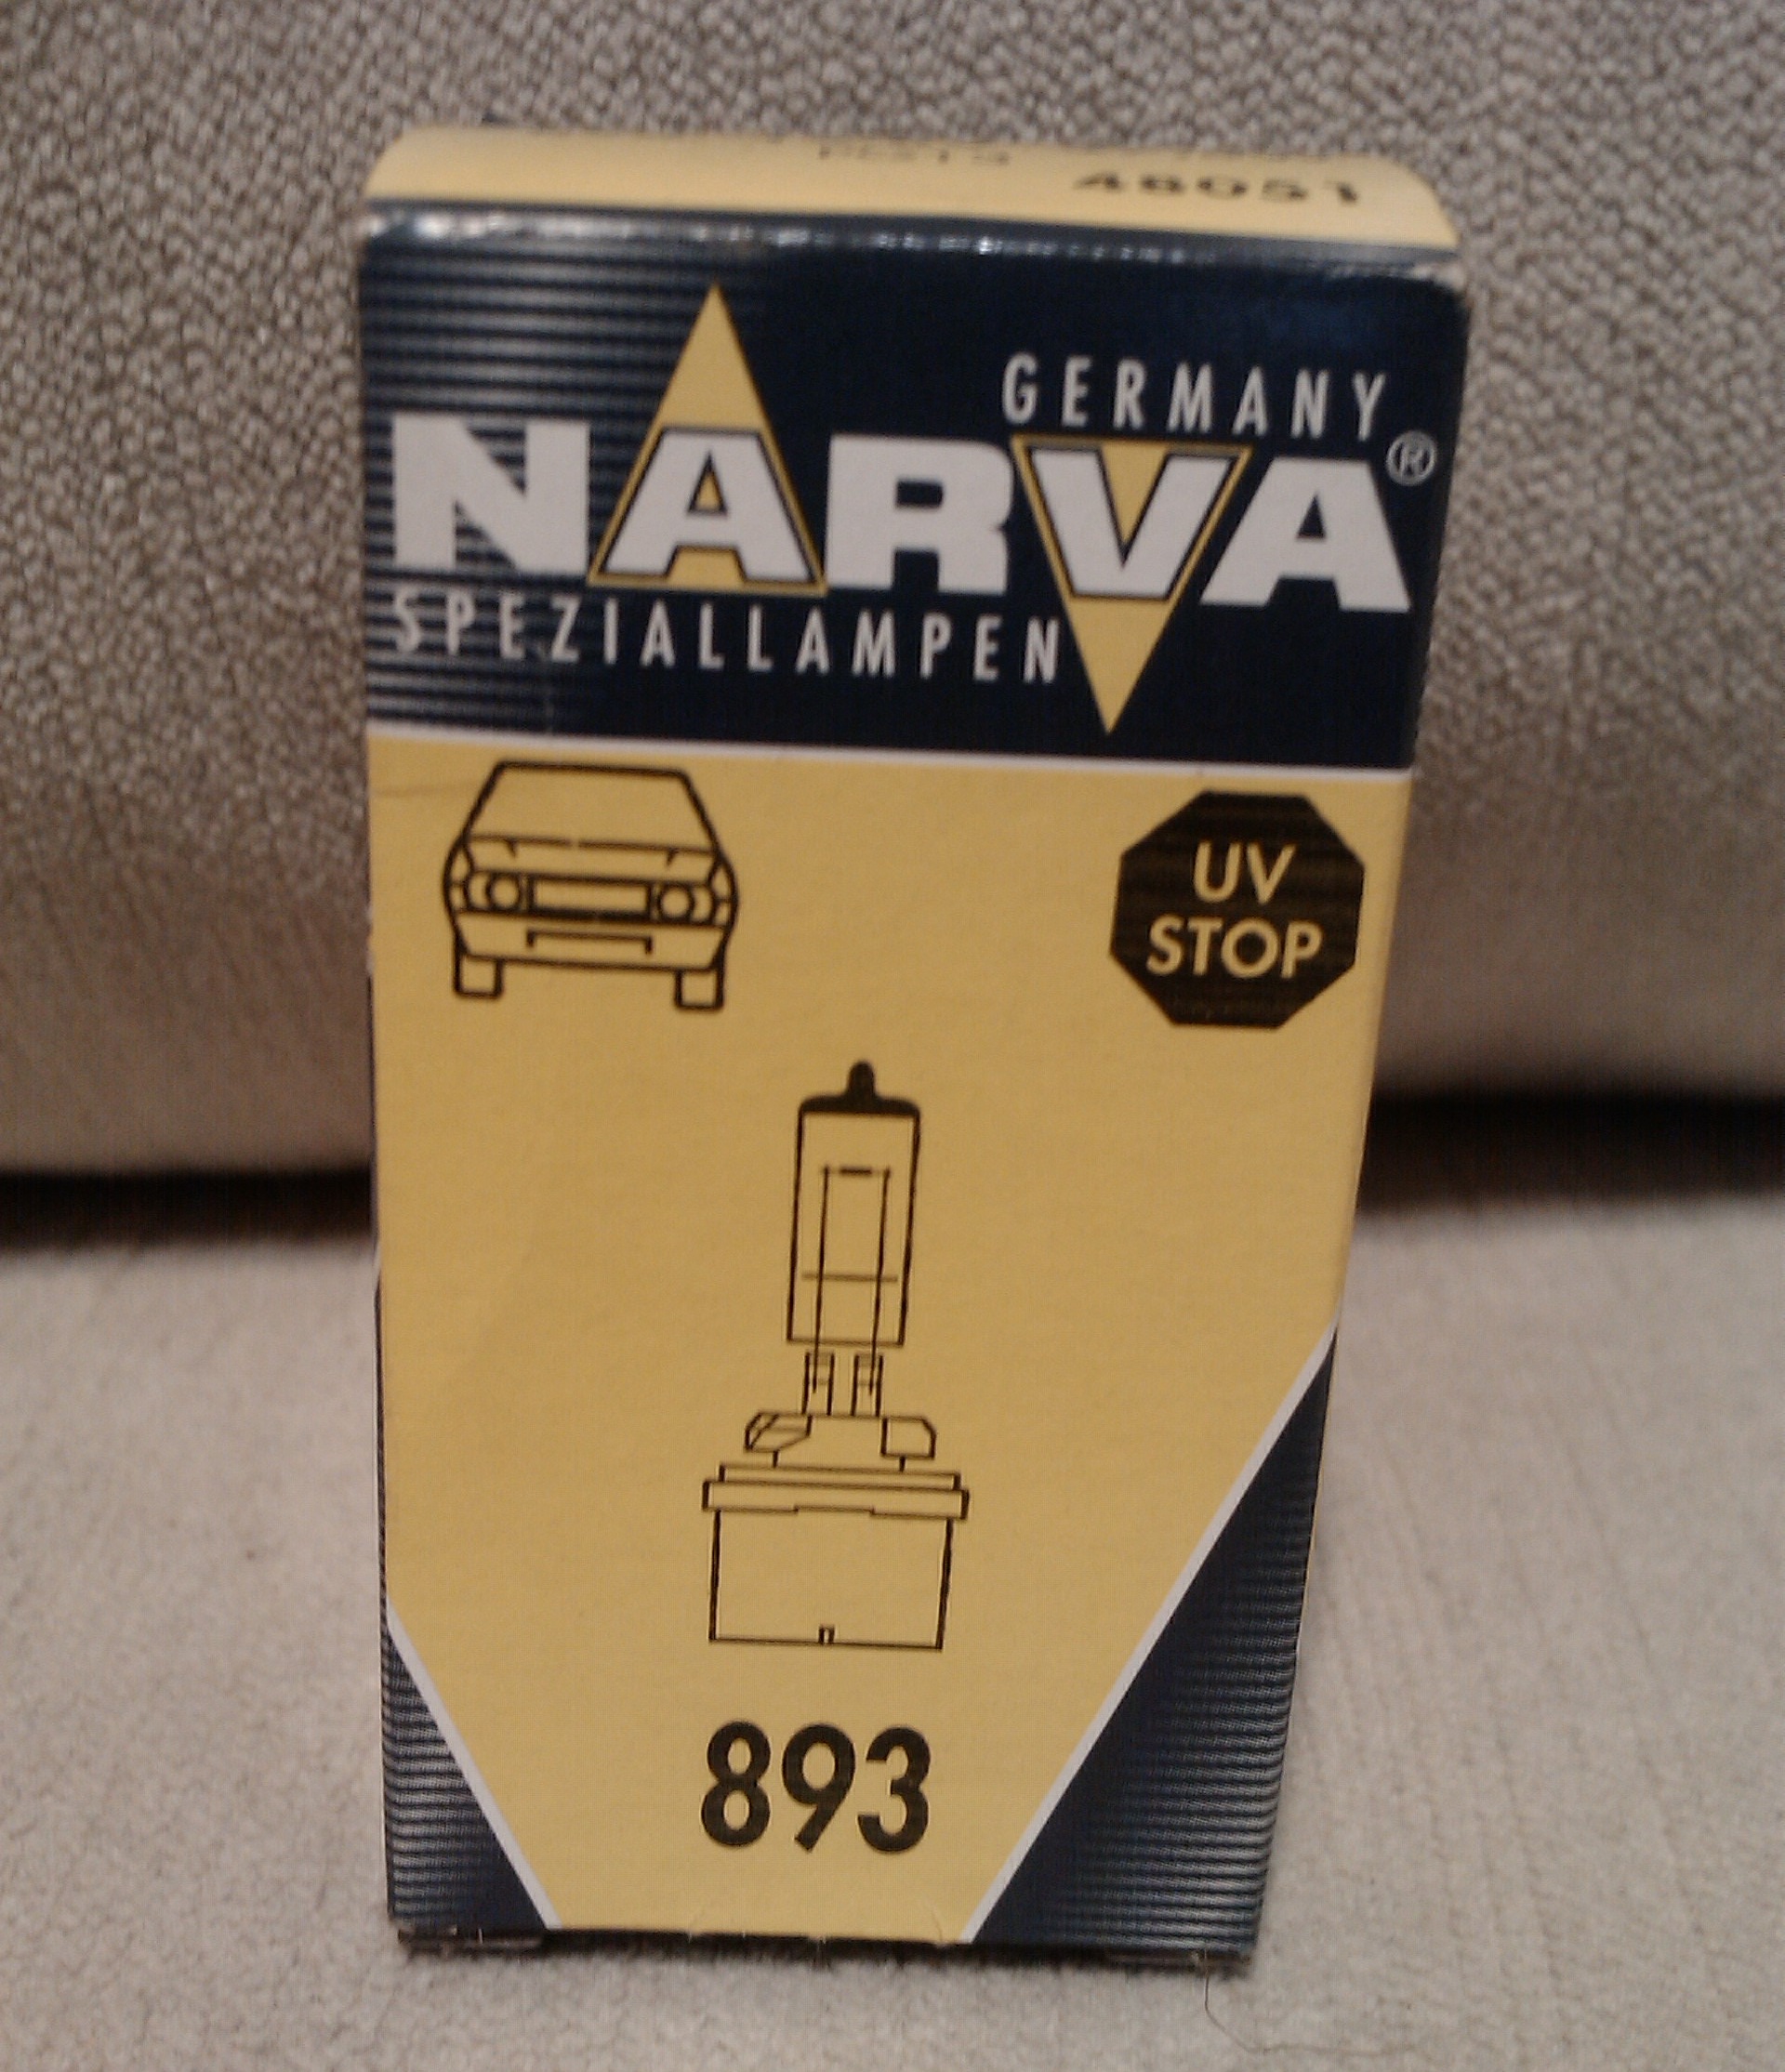 48051
GERMANY
NARVA®
SPEZIALLAMPEN
UV
STOP
893